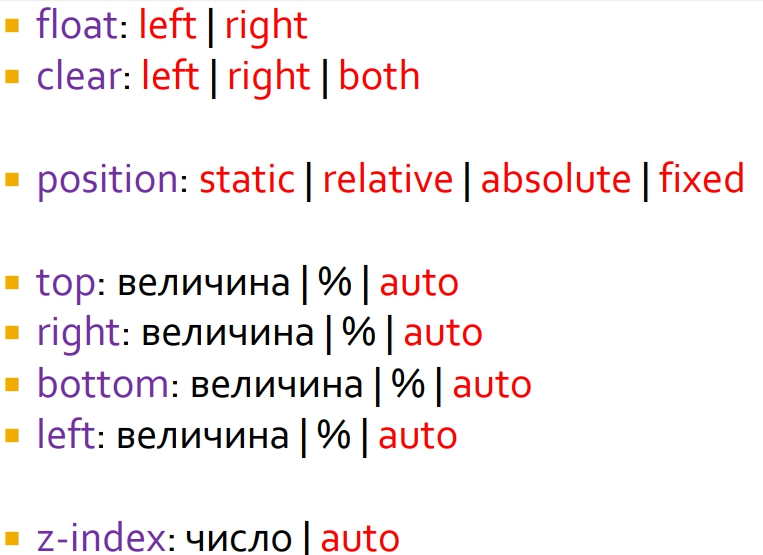 float: left | right
clear: left | right | both
position: static | relative | absolute | fixed
top: величина | % | auto
right: величина | % | auto
bottom: величина | % | auto
left: величина | % | auto
z-index: число | auto